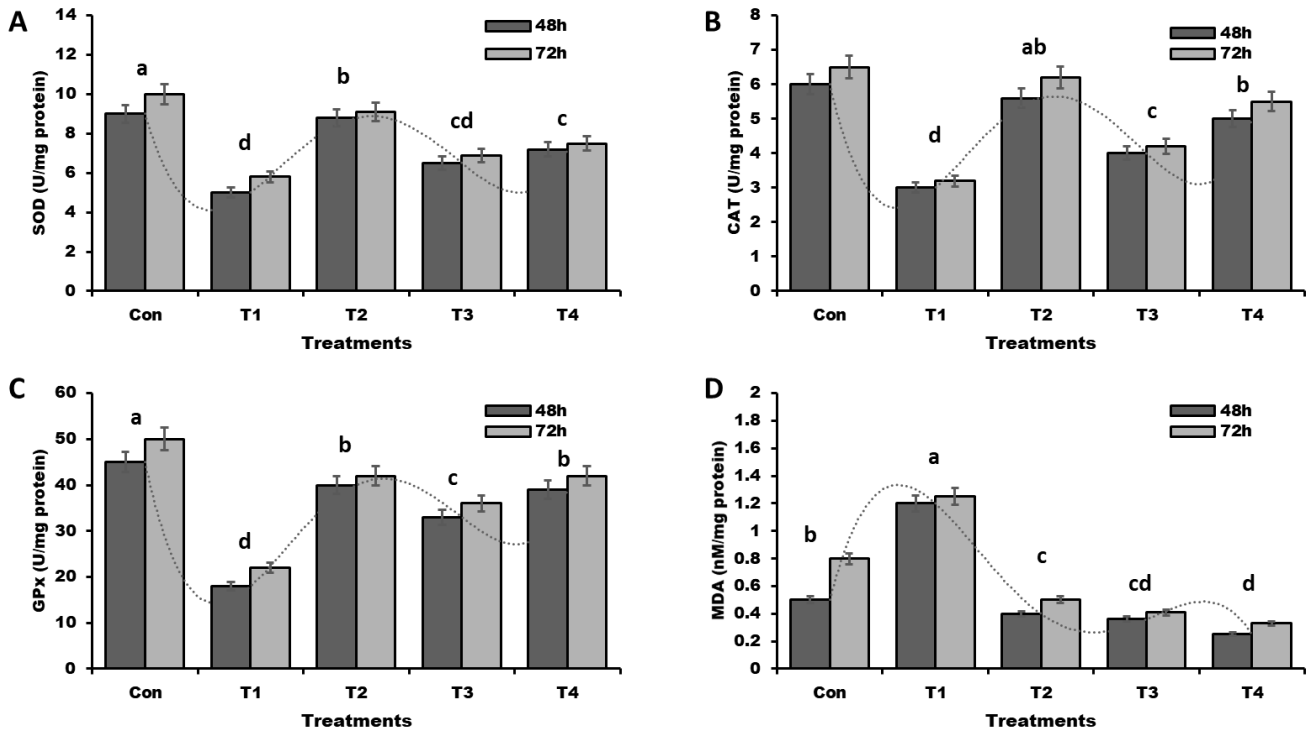 A
SOD (U/mg protein)
14
12
10
8
6
4
2
0
48h
72h
a
d
b
cd
c
Con T1 T2 T3 T4
Treatments
B
CAT (U/mg protein)
8
7
6
5
4
3
2
1
0
48h
72h
d
ab
c
b
Con T1 T2 T3 T4
Treatments
C
GPx (U/mg protein)
60
50
40
30
20
10
0
48h
72h
a
d
b
c
b
Con T1 T2 T3 T4
Treatments
D
MDA (nM/mg protein)
2
1.8
1.6
1.4
1.2
1
0.8
0.6
0.4
0.2
0
48h
72h
b
a
c
cd
d
Con T1 T2 T3 T4
Treatments